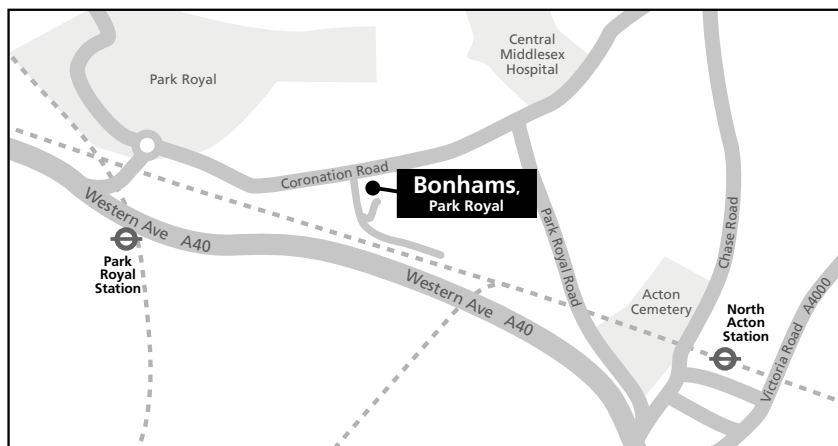 Central
Middlesex
Hospital
Park Royal
Coronation Road
Bonhams,
Park Royal
Western Ave A40
Park
Royal
Station
Park Royal Road
Chase Road
Western Ave A40
Acton
Cemetery
North
Acton
Station
Victoria Road A4000